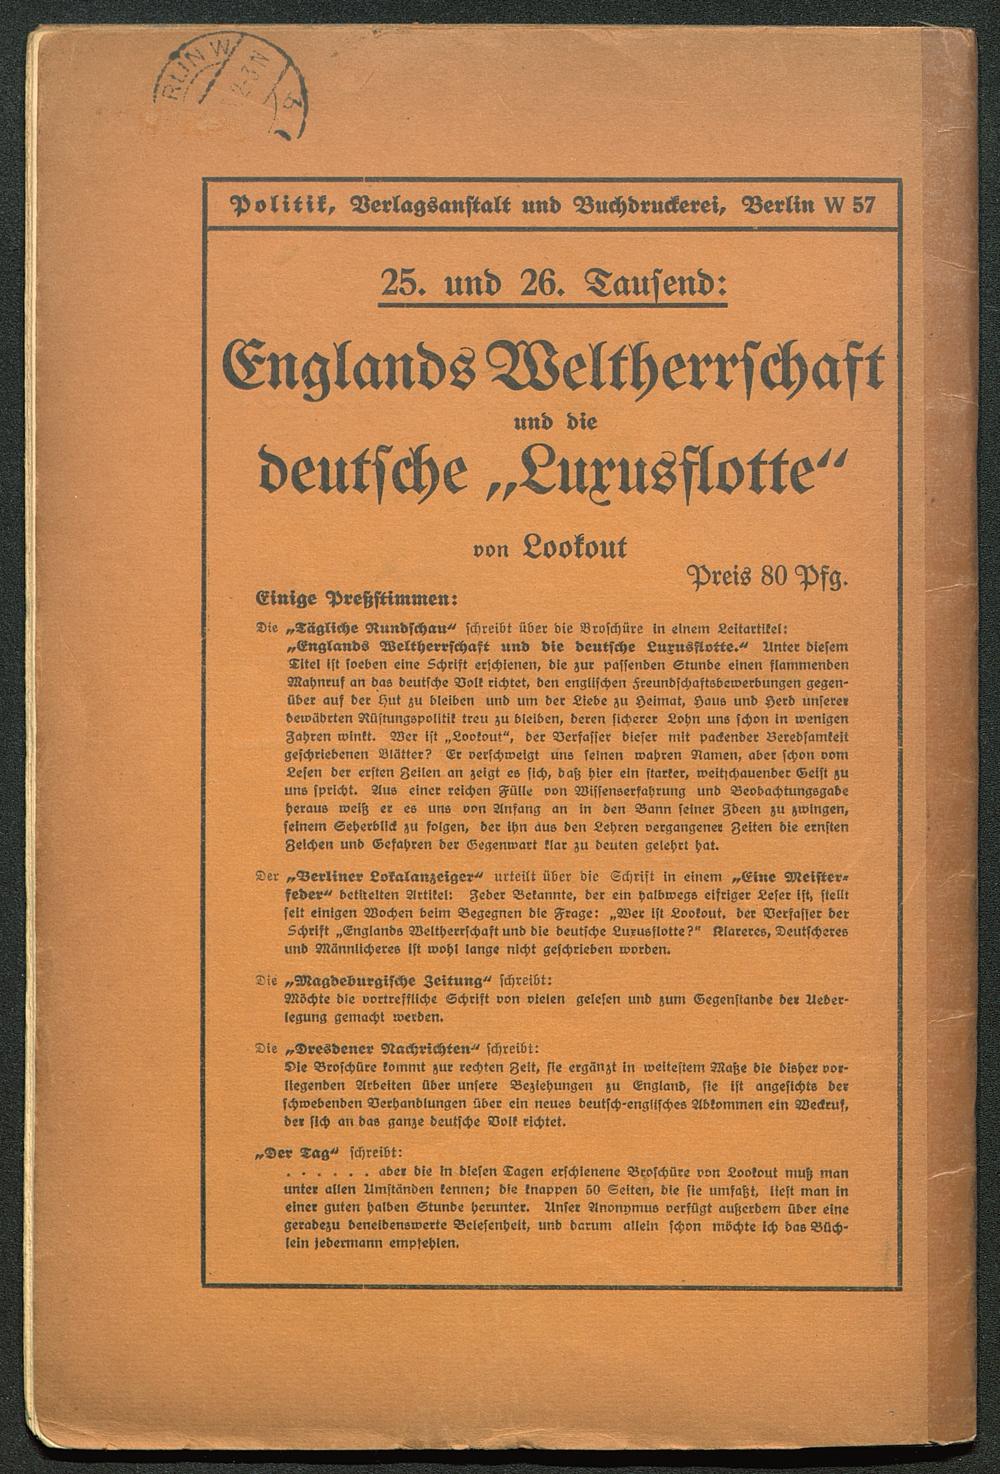 RLIN W
Politik, Verlagsanstalt und Buchdruckerei, Berlin W 57
25. und 26. Tausend:
Englands Weltherrschaft
und die
deutsche „Luxusflotte“
von Lookout
Preis 80 Pfg.
Einige Preßstimmen:
Die „Tägliche Rundschau“ schreibt über die Broschüre in einem Leitartikel:
„Englands Weltherrschaft und die deutsche Luxusflotte.“ Unter diesem
Titel ist soeben eine Schrift erschienen, die zur passenden Stunde einen flammenden
Mahnruf an das deutsche Volk richtet, den englischen Freundschaftsbewerbungen gegen-
über auf der Hut zu bleiben und um der Liebe zu Heimat, Haus und Herd unserer
bewährten Rüstungspolitik treu zu bleiben, deren sicherer Lohn uns schon in wenigen
Jahren winkt. Wer ist „Lookout“, der Verfasser dieser mit packender Beredsamkeit
geschriebenen Blätter? Er verschweigt uns seinen wahren Namen, aber schon vom
Lesen der ersten Zeilen an zeigt es sich, daß hier ein starker, weitschauender Geist zu
uns spricht. Aus einer reichen Fülle von Wissenserfahrung und Beobachtungsgabe
heraus weiß er es uns von Anfang an in den Bann seiner Ideen zu zwingen,
seinem Seherblick zu folgen, der ihn aus den Lehren vergangener Zeiten die ernsten
Zeichen und Gefahren der Gegenwart klar zu deuten gelehrt hat.
Der „Berliner Lokalanzeiger“ urteilt über die Schrift in einem „Eine Meister-
feder“ betitelten Artikel: Jeder Bekannte, der ein halbwegs eifriger Leser ist, stellt
seit einigen Wochen beim Begegnen die Frage: „Wer ist Lookout, der Verfasser der
Schrift „Englands Weltherrschaft und die deutsche Luxusflotte?“ Klareres, Deutscheres
und Männlicheres ist wohl lange nicht geschrieben worden.
Die „Magdeburgische Zeitung“ schreibt:
Möchte die vortreffliche Schrift von vielen gelesen und zum Gegenstande der Ueber-
legung gemacht werden.
Die „Dresdener Nachrichten“ schreibt:
Die Broschüre kommt zur rechten Zeit, sie ergänzt in weitestem Maße die bisher vor-
liegenden Arbeiten über unsere Beziehungen zu England, sie ist angesichts der
schwebenden Verhandlungen über ein neues deutsch-englisches Abkommen ein Weckruf,
der sich an das ganze deutsche Volk richtet.
„Der Tag“ schreibt:
. . . . . . aber die in diesen Tagen erschienene Broschüre von Lookout muß man
unter allen Umständen kennen; die knappen 50 Seiten, die sie umfaßt, liest man in
einer guten halben Stunde herunter. Unser Anonymus verfügt außerdem über eine
geradezu beneidenswerte Belesenheit, und darum allein schon möchte ich das Büch-
lein jedermann empfehlen.